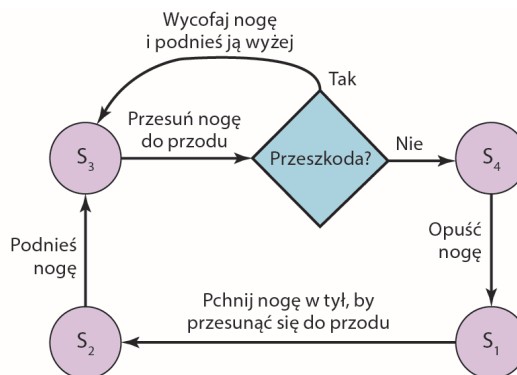 Wycofaj nogę
i podnieś ją wyżej
Tak
Przesuń nogę
do przodu
S₃
Przeszkoda?
Nie
S₄
Podnieś
nogę
Opuść
nogę
Pchnij nogę w tył, by
przesunąć się do przodu
S₂
S₁